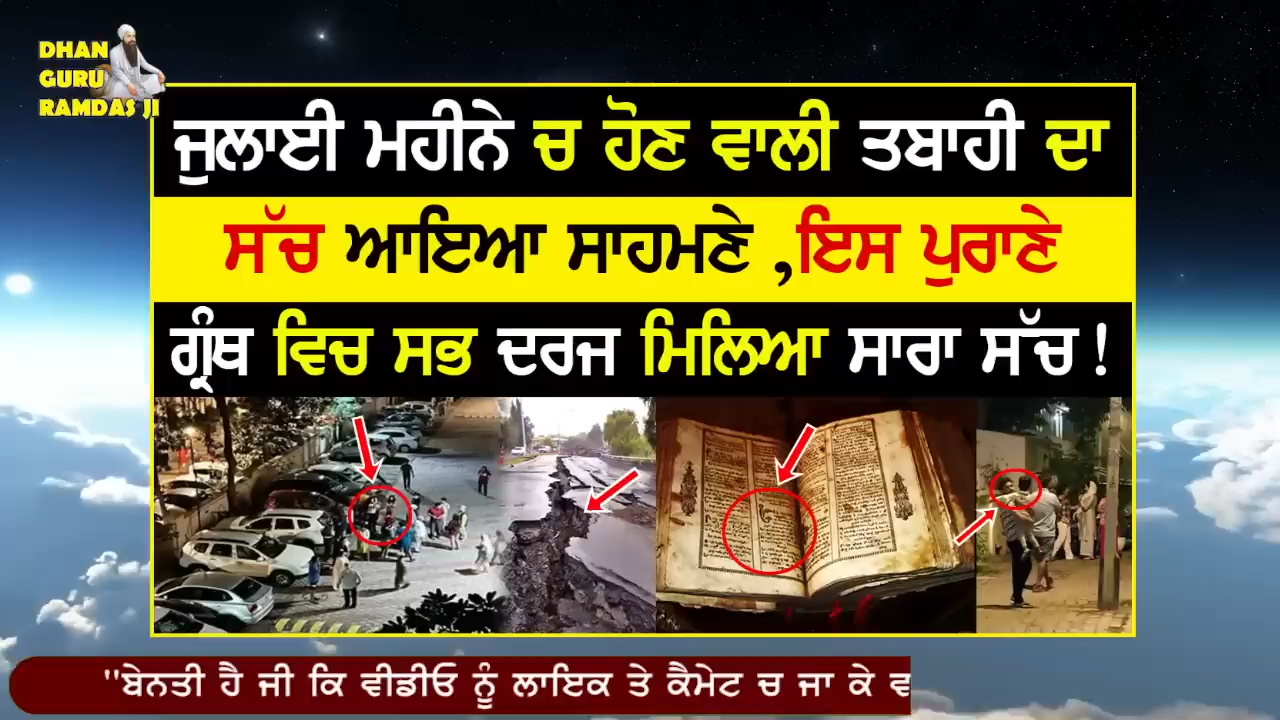 DHAN
GURU
RAMDAS JI
ਜੁਲਾਈ ਮਹੀਨੇ ਚ ਹੋਣ ਵਾਲੀ ਤਬਾਹੀ ਦਾ
ਸੱਚ ਆਇਆ ਸਾਹਮਣੇ ,ਇਸ ਪੁਰਾਣੇ
ਗ੍ਰੰਥ ਵਿਚ ਸਭ ਦਰਜ ਮਿਲਿਆ ਸਾਰਾ ਸੱਚ!
"ਬੇਨਤੀ ਹੈ ਜੀ ਕਿ ਵੀਡੀਓ ਨੂੰ ਲਾਇਕ ਤੇ ਕੈਮੇਟ ਚ ਜਾ ਕੇ ਵ